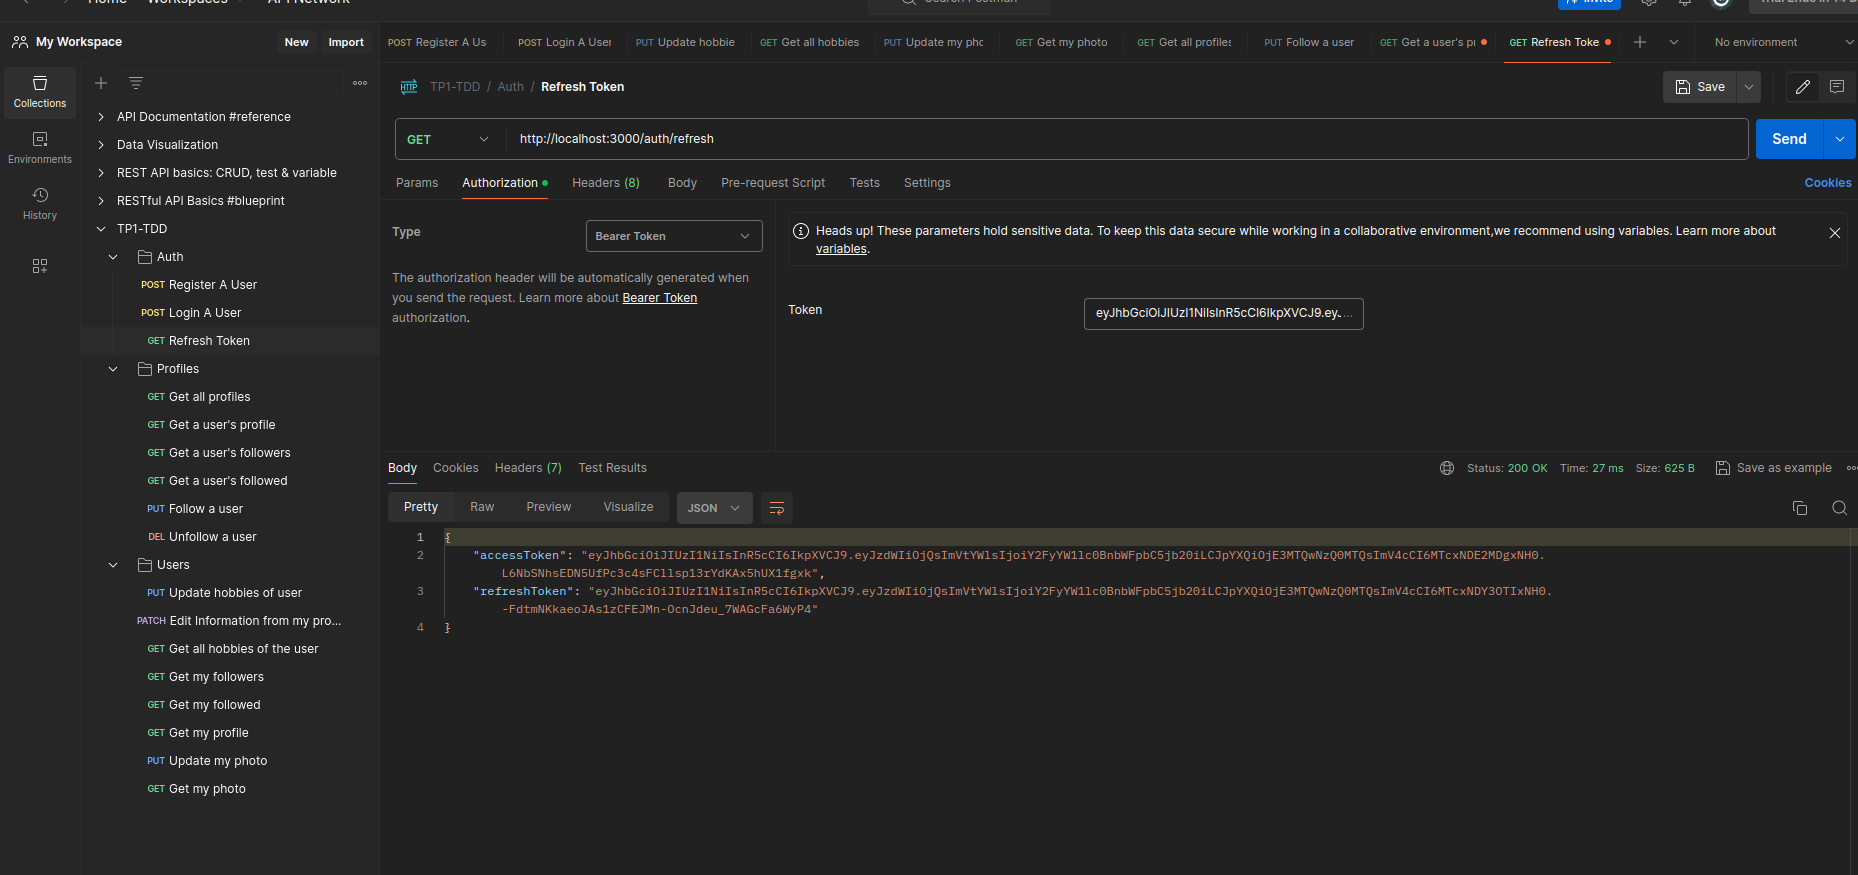 Home Workspaces API Network Search Postman Invite
My Workspace New Import
POST Register A Us POST Login A User PUT Update hobbie GET Get all hobbies PUT Update my pho GET Get my photo GET Get all profiles PUT Follow a user GET Get a user's pr GET Refresh Toke No environment
Collections
Environments
History
API Documentation #reference
Data Visualization
REST API basics: CRUD, test & variable
RESTful API Basics #blueprint
TP1-TDD
Auth
POST Register A User
POST Login A User
GET Refresh Token
Profiles
GET Get all profiles
GET Get a user's profile
GET Get a user's followers
GET Get a user's followed
PUT Follow a user
DEL Unfollow a user
Users
PUT Update hobbies of user
PATCH Edit Information from my pro...
GET Get all hobbies of the user
GET Get my followers
GET Get my followed
GET Get my profile
PUT Update my photo
GET Get my photo
HTTP TP1-TDD / Auth / Refresh Token Save
GET http://localhost:3000/auth/refresh Send
Params Authorization Headers (8) Body Pre-request Script Tests Settings Cookies
Type Bearer Token
The authorization header will be automatically generated when
you send the request. Learn more about Bearer Token
authorization.
Heads up! These parameters hold sensitive data. To keep this data secure while working in a collaborative environment,we recommend using variables. Learn more about
variables.
Token eyJhbGciOiJIUzI1NiIsInR5cCI6IkpXVCJ9.ey...
Body Cookies Headers (7) Test Results Status: 200 OK Time: 27 ms Size: 625 B Save as example
Pretty Raw Preview Visualize JSON
1 {
2 "accessToken": "eyJhbGciOiJIUzI1NiIsInR5cCI6IkpXVCJ9.eyJzdWIiOjQsImVtYWlsIjoiY2FyYW1lc0BnbWFpbC5jb20iLCJpYXQiOjE3MTQwNzQ0MTQsImV4cCI6MTcxNDE2MDgxNH0.
L6NbSNhsEDN5UfPc3c4sFCllsp13rYdKAx5hUX1fgxk",
3 "refreshToken": "eyJhbGciOiJIUzI1NiIsInR5cCI6IkpXVCJ9.eyJzdWIiOjQsImVtYWlsIjoiY2FyYW1lc0BnbWFpbC5jb20iLCJpYXQiOjE3MTQwNzQ0MTQsImV4cCI6MTcxNDY3OTIxNH0.
-FdtmNKkaeoJAs1zCFEJMn-OcnJdeu_7WAGcFa6WyP4"
4 }